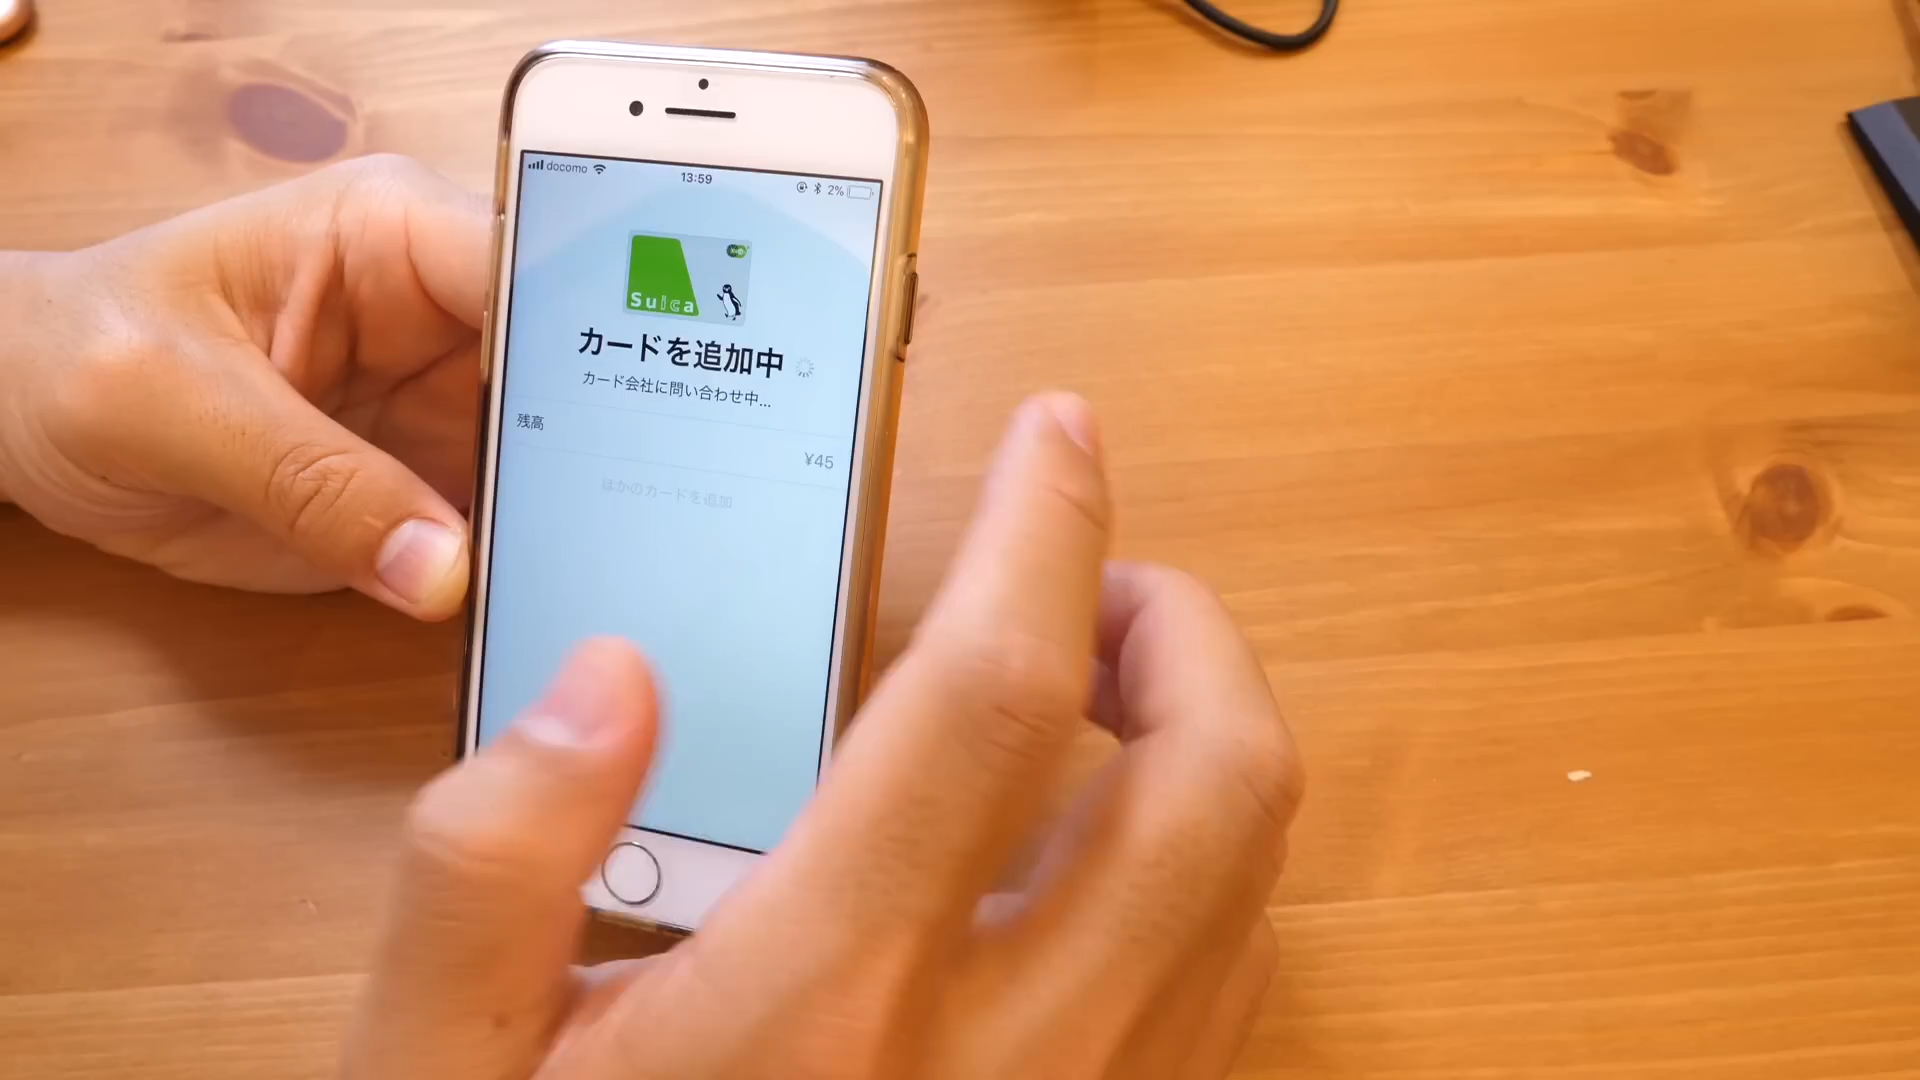 docomo
13:59
2%
Suica
カードを追加中
カード会社に問い合わせ中...
残高
¥45
ほかのカードを追加